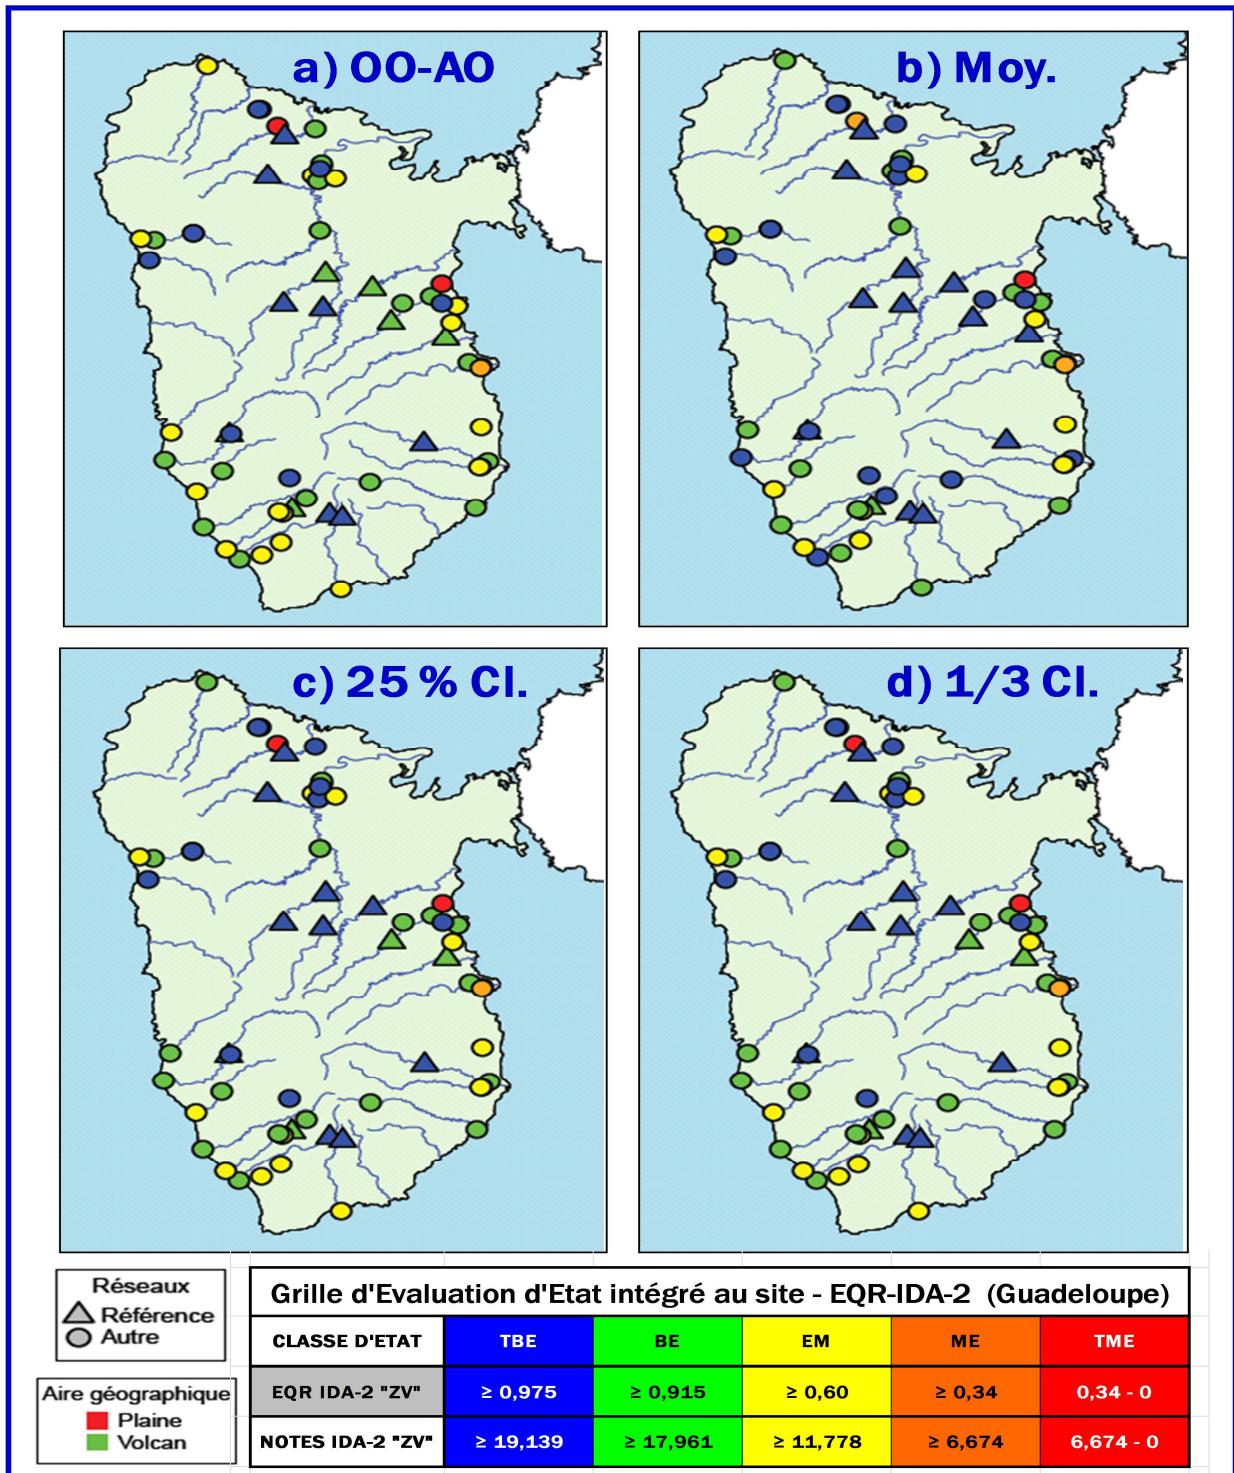 a) OO-AO
b) Moy.
c) 25 % Cl.
d) 1/3 Cl.
Réseaux
Référence
Autre
Aire géographique
Plaine
Volcan
Grille d'Evaluation d'Etat intégré au site - EQR-IDA-2 (Guadeloupe)
CLASSE D'ETAT TBE BE EM ME TME
EQR IDA-2 "ZV" ≥ 0,975 ≥ 0,915 ≥ 0,60 ≥ 0,34 0,34 - 0
NOTES IDA-2 "ZV" ≥ 19,139 ≥ 17,961 ≥ 11,778 ≥ 6,674 6,674 - 0